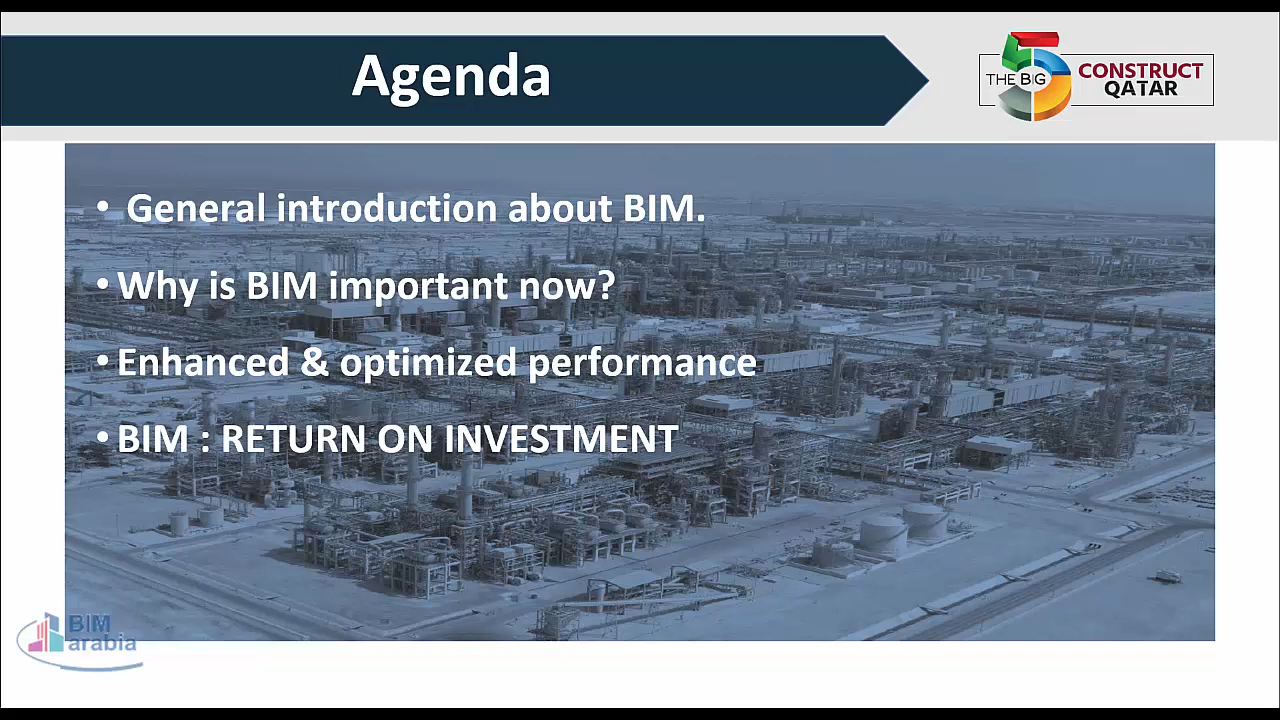 Agenda
THE BIG 5
CONSTRUCT
QATAR
• General introduction about BIM.
• Why is BIM important now?
• Enhanced & optimized performance
• BIM : RETURN ON INVESTMENT
BIM
arabia